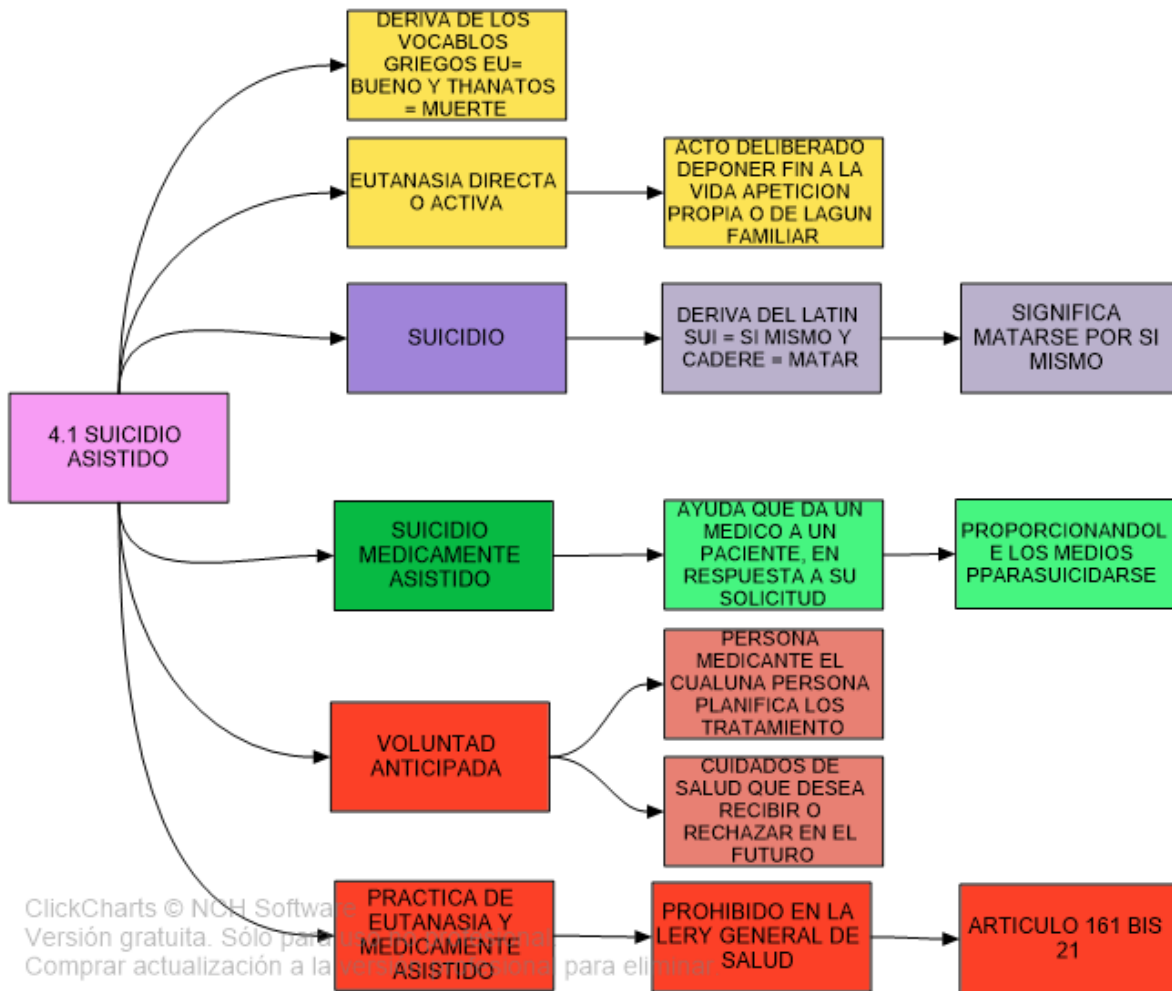 DERIVA DE LOS
VOCABLOS
GRIEGOS EU=
BUENO Y THANATOS
= MUERTE
EUTANASIA DIRECTA
O ACTIVA
ACTO DELIBERADO
DEPONER FIN A LA
VIDA APETICION
PROPIA O DE LAGUN
FAMILIAR
SUICIDIO
DERIVA DEL LATIN
SUI = SI MISMO Y
CADERE = MATAR
SIGNIFICA
MATARSE POR SI
MISMO
4.1 SUICIDIO
ASISTIDO
SUICIDIO
MEDICAMENTE
ASISTIDO
AYUDA QUE DA UN
MEDICO A UN
PACIENTE, EN
RESPUESTA A SU
SOLICITUD
PROPORCIONANDOL
E LOS MEDIOS
PPARASUICIDARSE
VOLUNTAD
ANTICIPADA
PERSONA
MEDICANTE EL
CUALUNA PERSONA
PLANIFICA LOS
TRATAMIENTO
CUIDADOS DE
SALUD QUE DESEA
RECIBIR O
RECHAZAR EN EL
FUTURO
PRACTICA DE
EUTANASIA Y
MEDICAMENTE
ASISTIDO
PROHIBIDO EN LA
LERY GENERAL DE
SALUD
ARTICULO 161 BIS
21
ClickCharts © NCH Software
Versión gratuita. Sólo para
Comprar actualización a la para eliminar